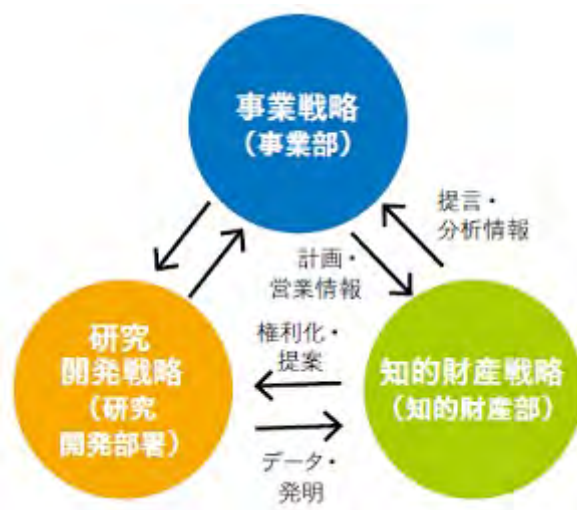 事業戦略
（事業部）
提言・
分析情報
計画・
営業情報
研究
開発戦略
（研究
開発部署）
権利化・
提案
知的財産戦略
（知的財産部）
データ・
発明